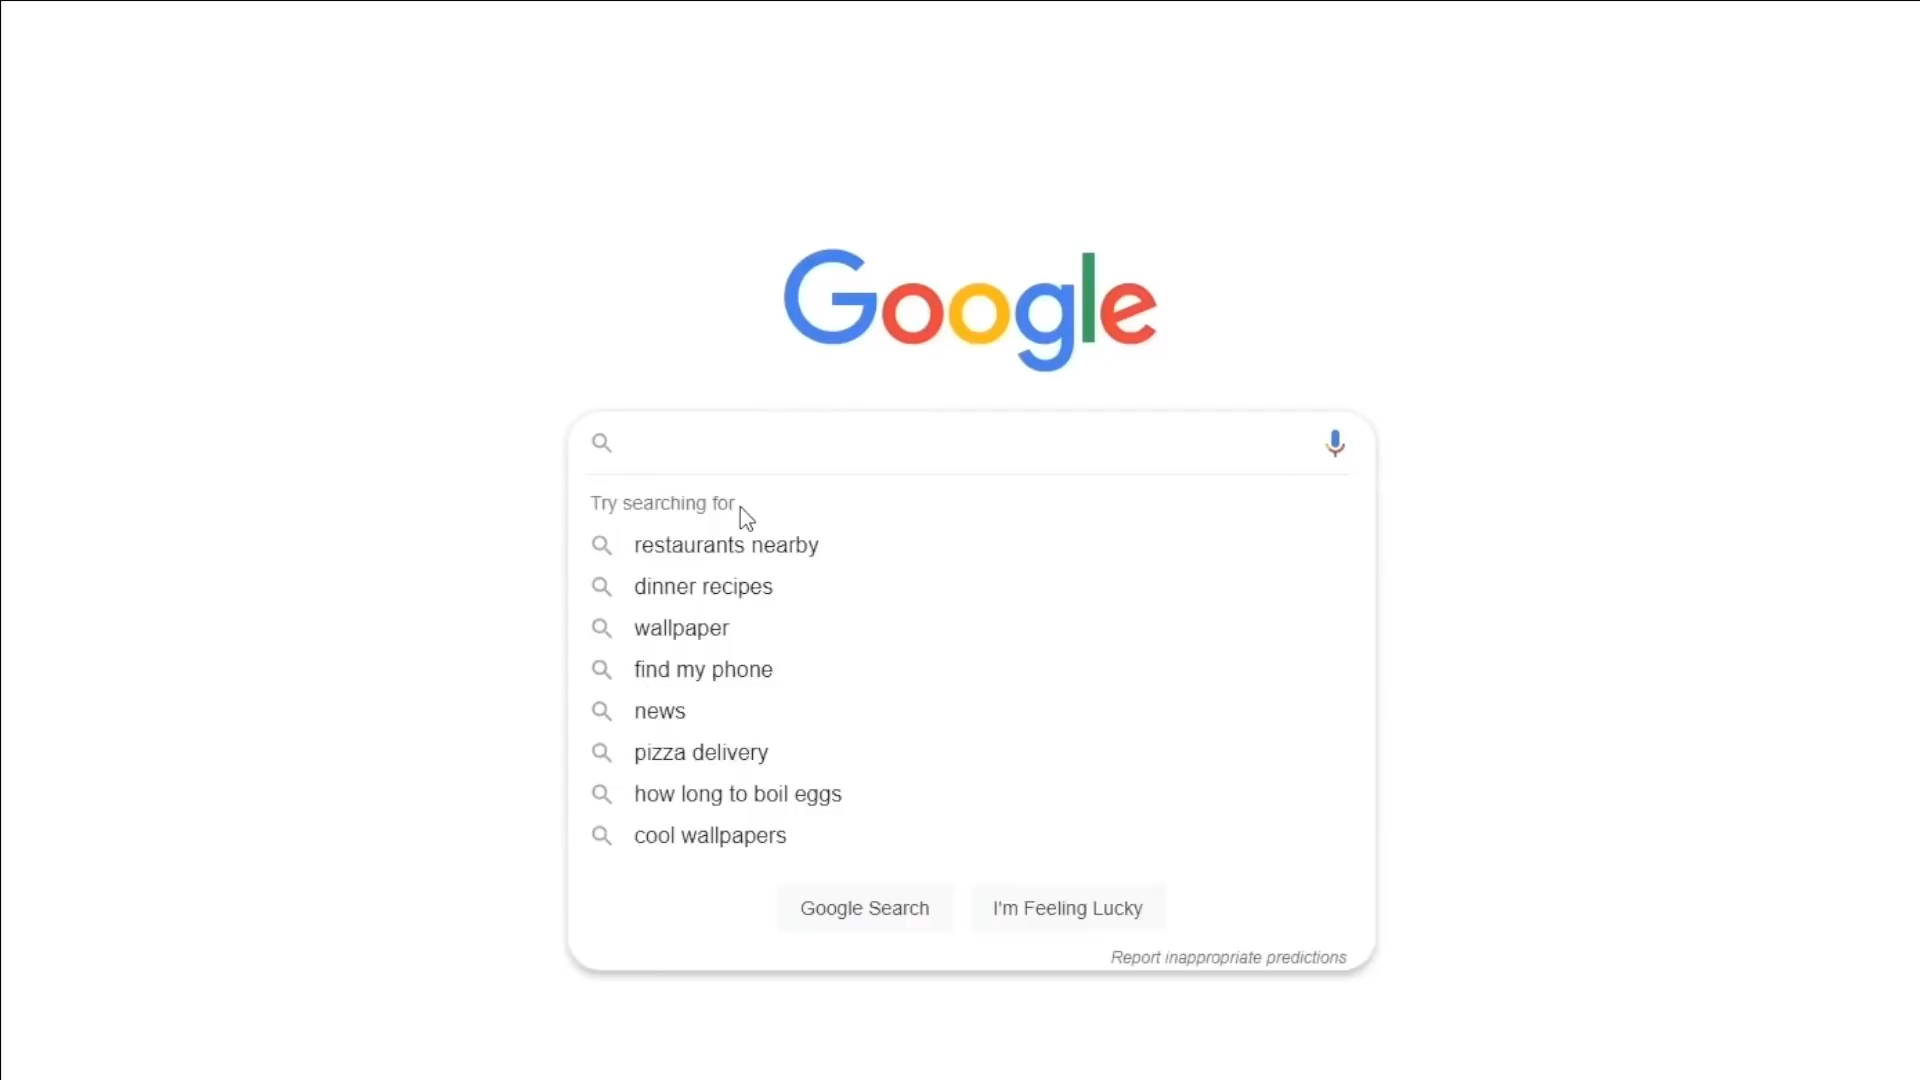 Google
Try searching for
restaurants nearby
dinner recipes
wallpaper
find my phone
news
pizza delivery
how long to boil eggs
cool wallpapers
Google Search
I'm Feeling Lucky
Report inappropriate predictions